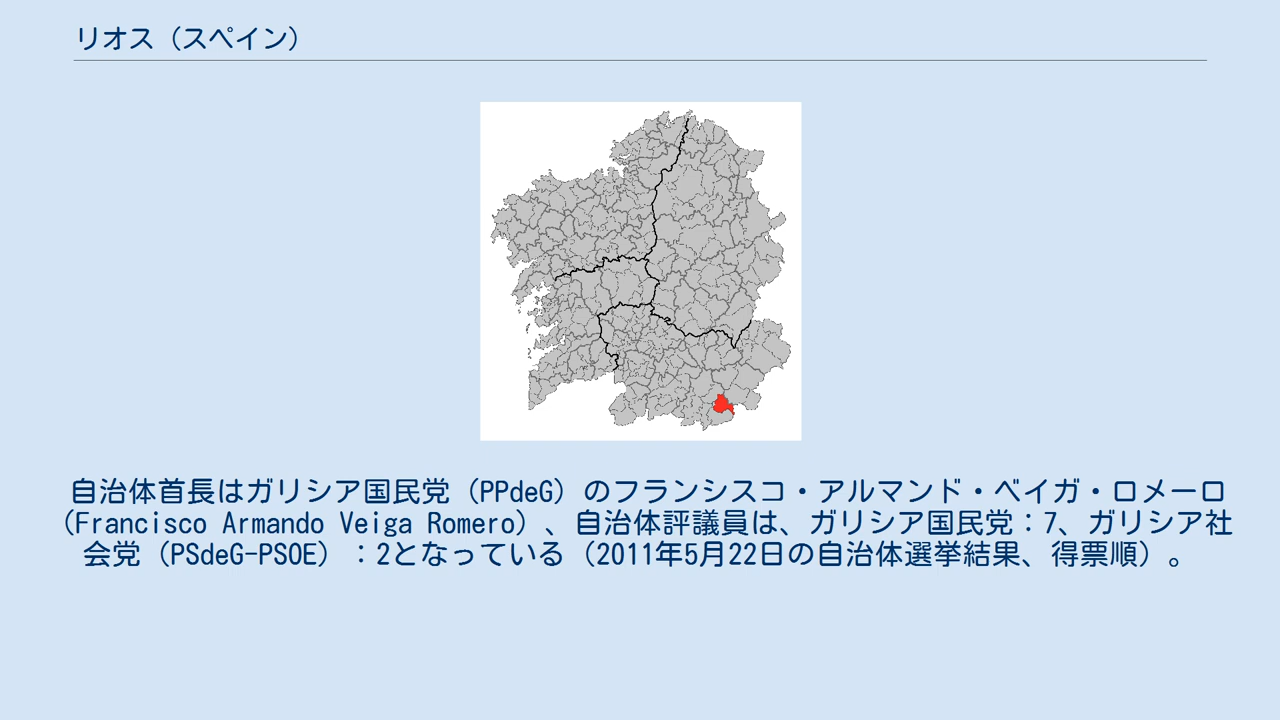 リオス（スペイン）
自治体首長はガリシア国民党（PPdeG）のフランシスコ・アルマンド・ベイガ・ロメーロ
（Francisco Armando Veiga Romero）、自治体評議員は、ガリシア国民党：7、ガリシア社
会党（PSdeG-PSOE）：2となっている（2011年5月22日の自治体選挙結果、得票順）。